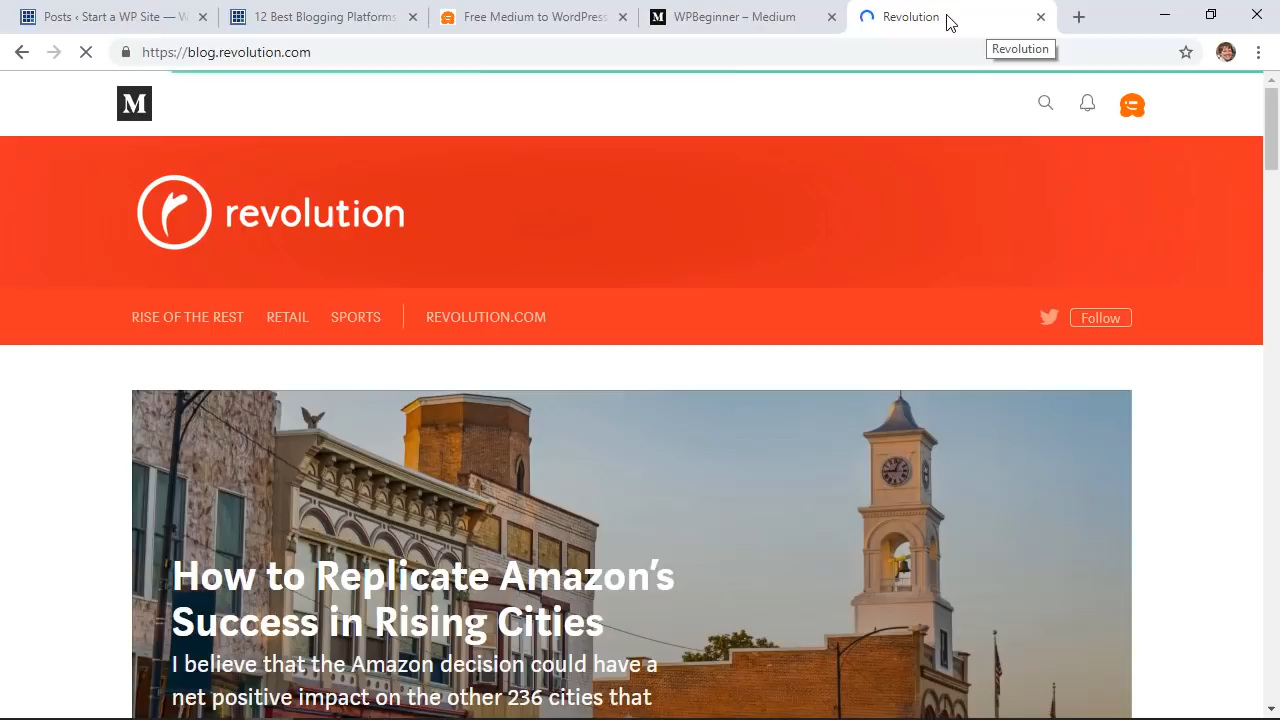 Posts ‹ Start a WP Site — W
12 Best Blogging Platforms
Free Medium to WordPress
M WPBeginner – Medium
Revolution
https://blog.revolution.com
Revolution
M
revolution
RISE OF THE REST
RETAIL
SPORTS
REVOLUTION.COM
Follow
How to Replicate Amazon’s
Success in Rising Cities
I believe that the Amazon decision could have a
net positive impact on the other 236 cities that